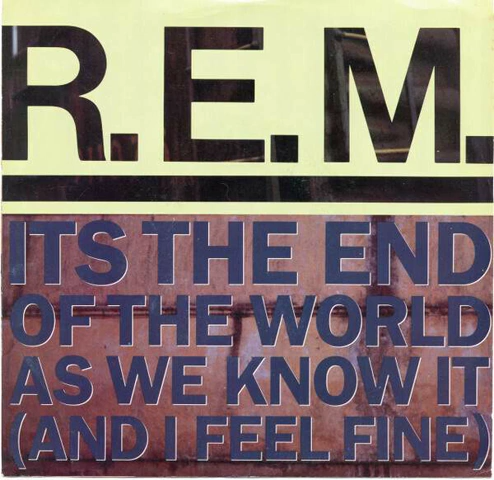 R.E.M.
ITS THE END
OF THE WORLD
AS WE KNOW IT
(AND I FEEL FINE)